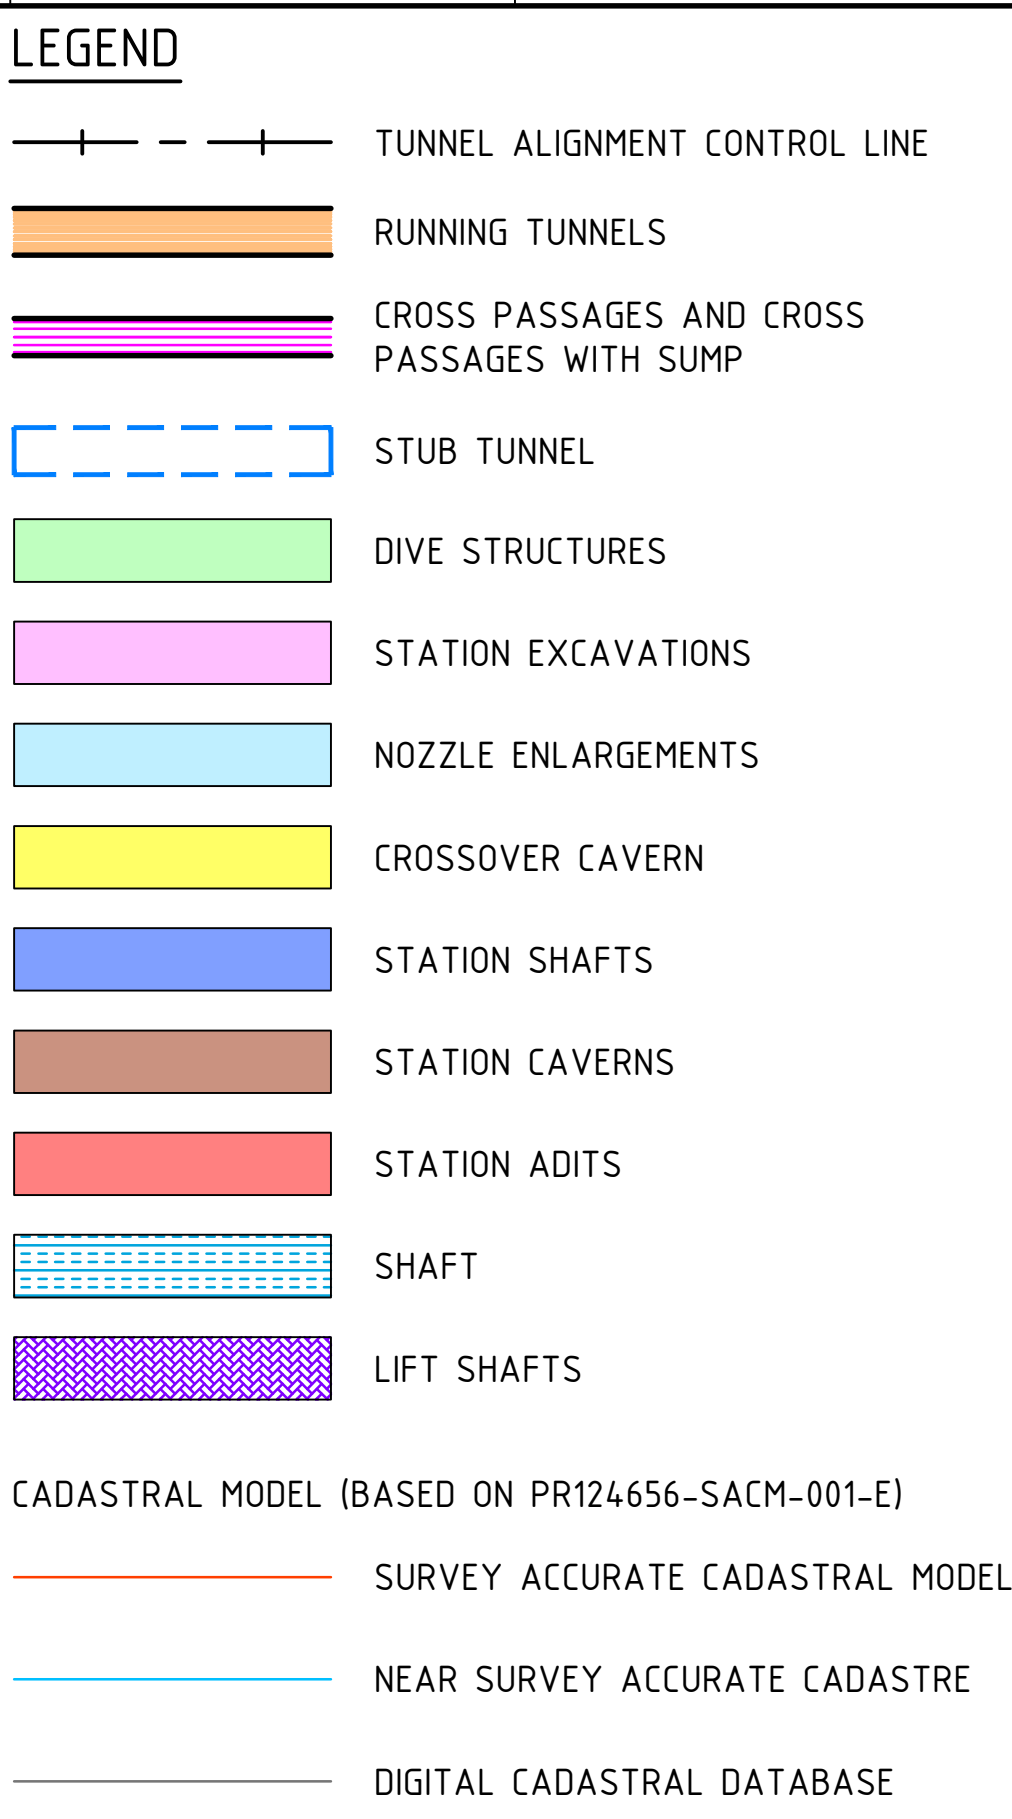 LEGEND
TUNNEL ALIGNMENT CONTROL LINE
RUNNING TUNNELS
CROSS PASSAGES AND CROSS
PASSAGES WITH SUMP
STUB TUNNEL
DIVE STRUCTURES
STATION EXCAVATIONS
NOZZLE ENLARGEMENTS
CROSSOVER CAVERN
STATION SHAFTS
STATION CAVERNS
STATION ADITS
SHAFT
LIFT SHAFTS
CADASTRAL MODEL (BASED ON PR124656-SACM-001-E)
SURVEY ACCURATE CADASTRAL MODEL
NEAR SURVEY ACCURATE CADASTRE
DIGITAL CADASTRAL DATABASE